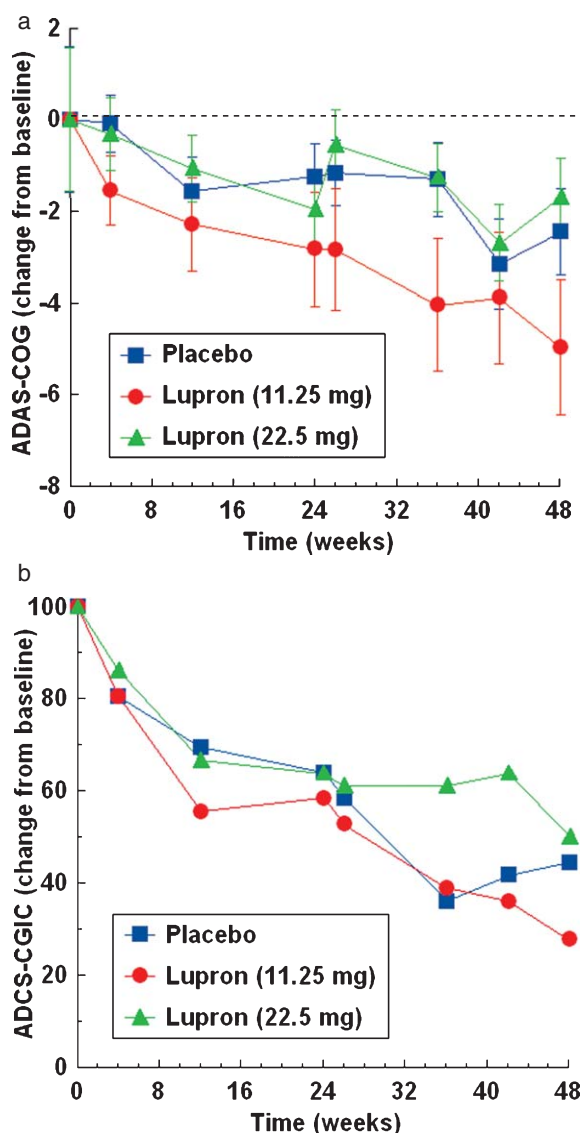 a
2
0
-2
-4
-6
-8
ADAS-COG (change from baseline)
Placebo
Lupron (11.25 mg)
Lupron (22.5 mg)
0 8 16 24 32 40 48
Time (weeks)
b
100
80
60
40
20
0
ADCS-CGIC (change from baseline)
Placebo
Lupron (11.25 mg)
Lupron (22.5 mg)
0 8 16 24 32 40 48
Time (weeks)